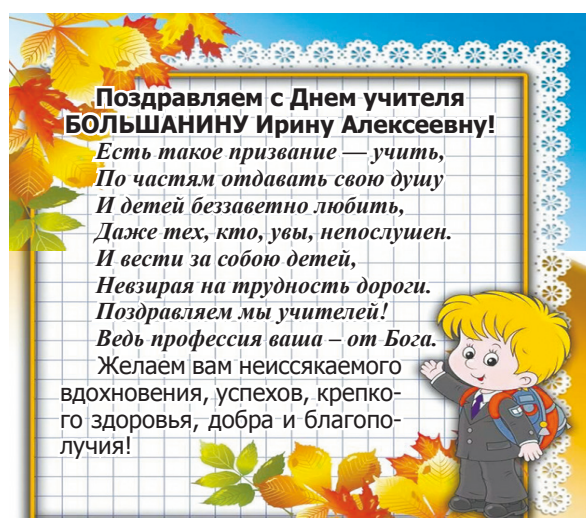 Поздравляем с Днем учителя
БОЛЬШАНИНУ Ирину Алексеевну!
Есть такое призвание — учить,
По частям отдавать свою душу
И детей беззаветно любить,
Даже тех, кто, увы, непослушен.
И вести за собою детей,
Невзирая на трудность дороги.
Поздравляем мы учителей!
Ведь профессия ваша – от Бога.
Желаем вам неиссякаемого
вдохновения, успехов, крепко-
го здоровья, добра и благопо-
лучия!